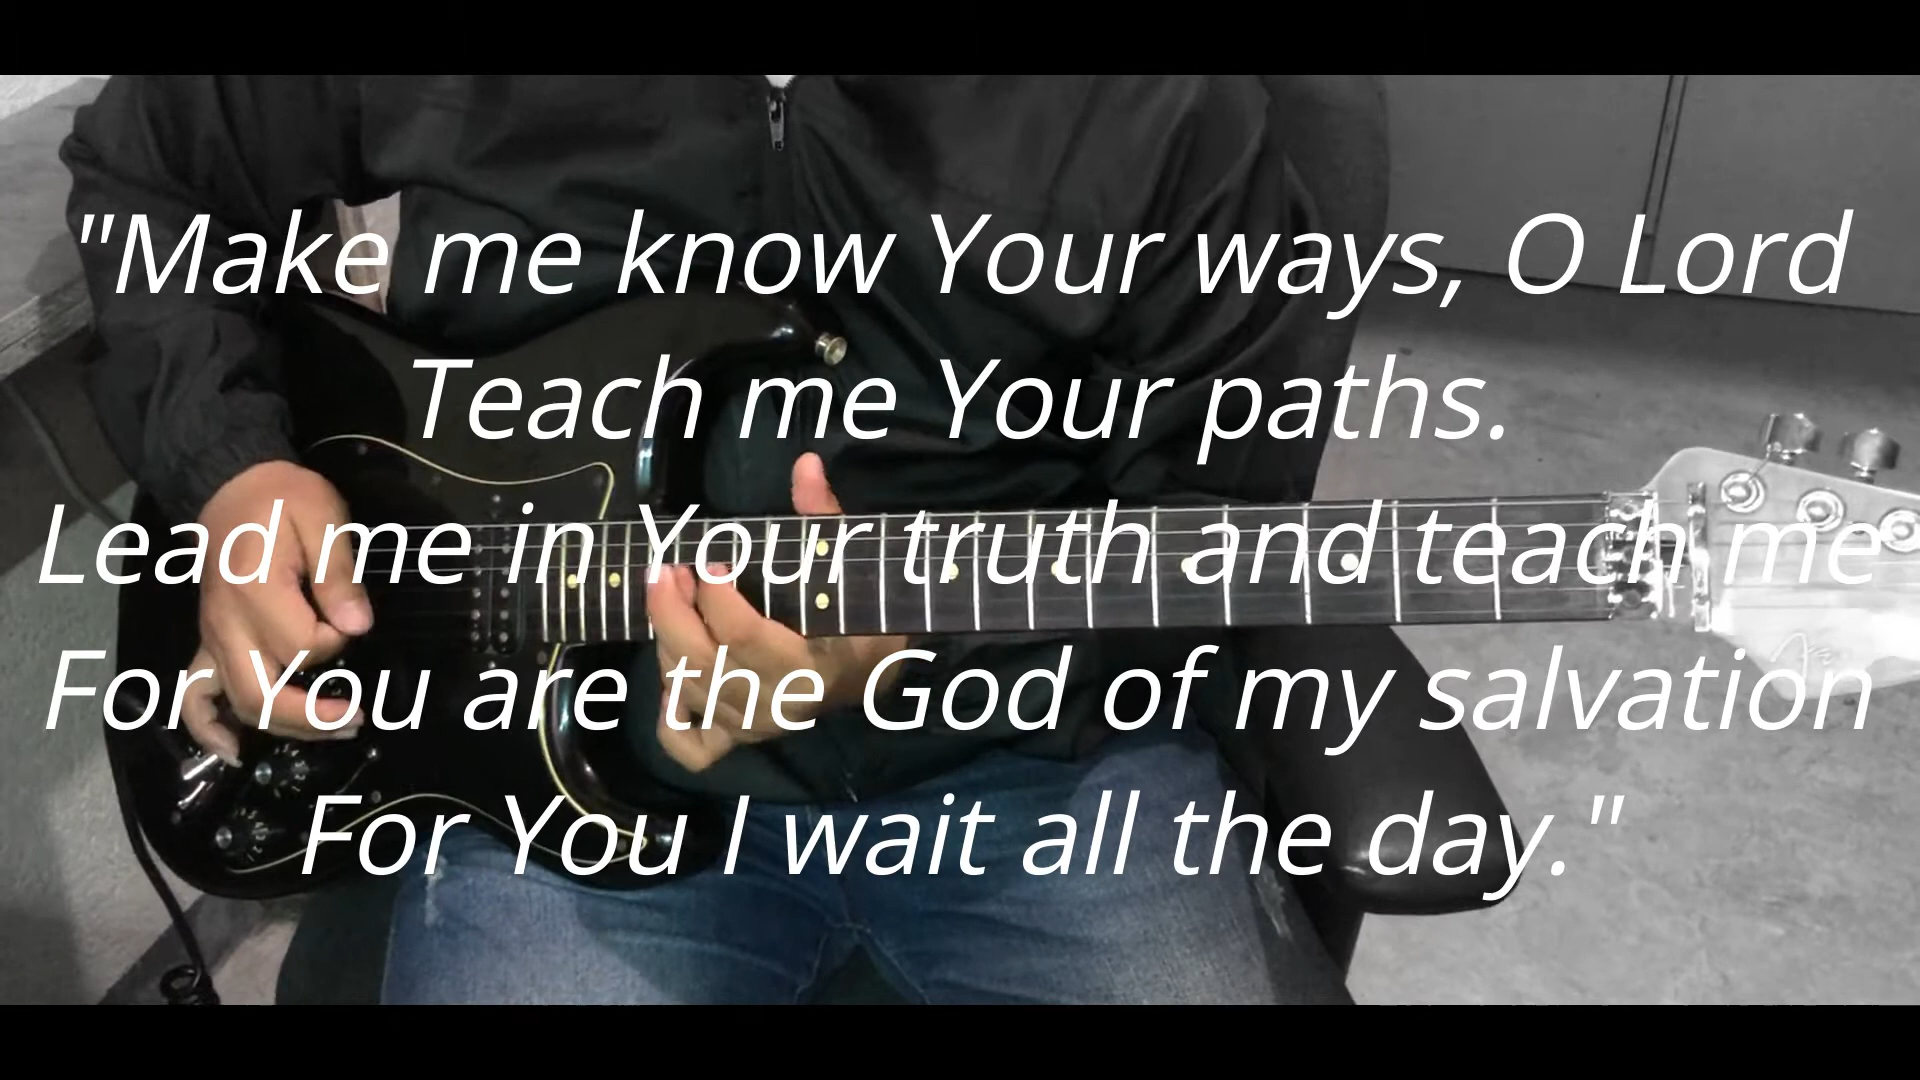 "Make me know Your ways, O Lord
Teach me Your paths.
Lead me in Your truth and teach me
For You are the God of my salvation
For You I wait all the day."